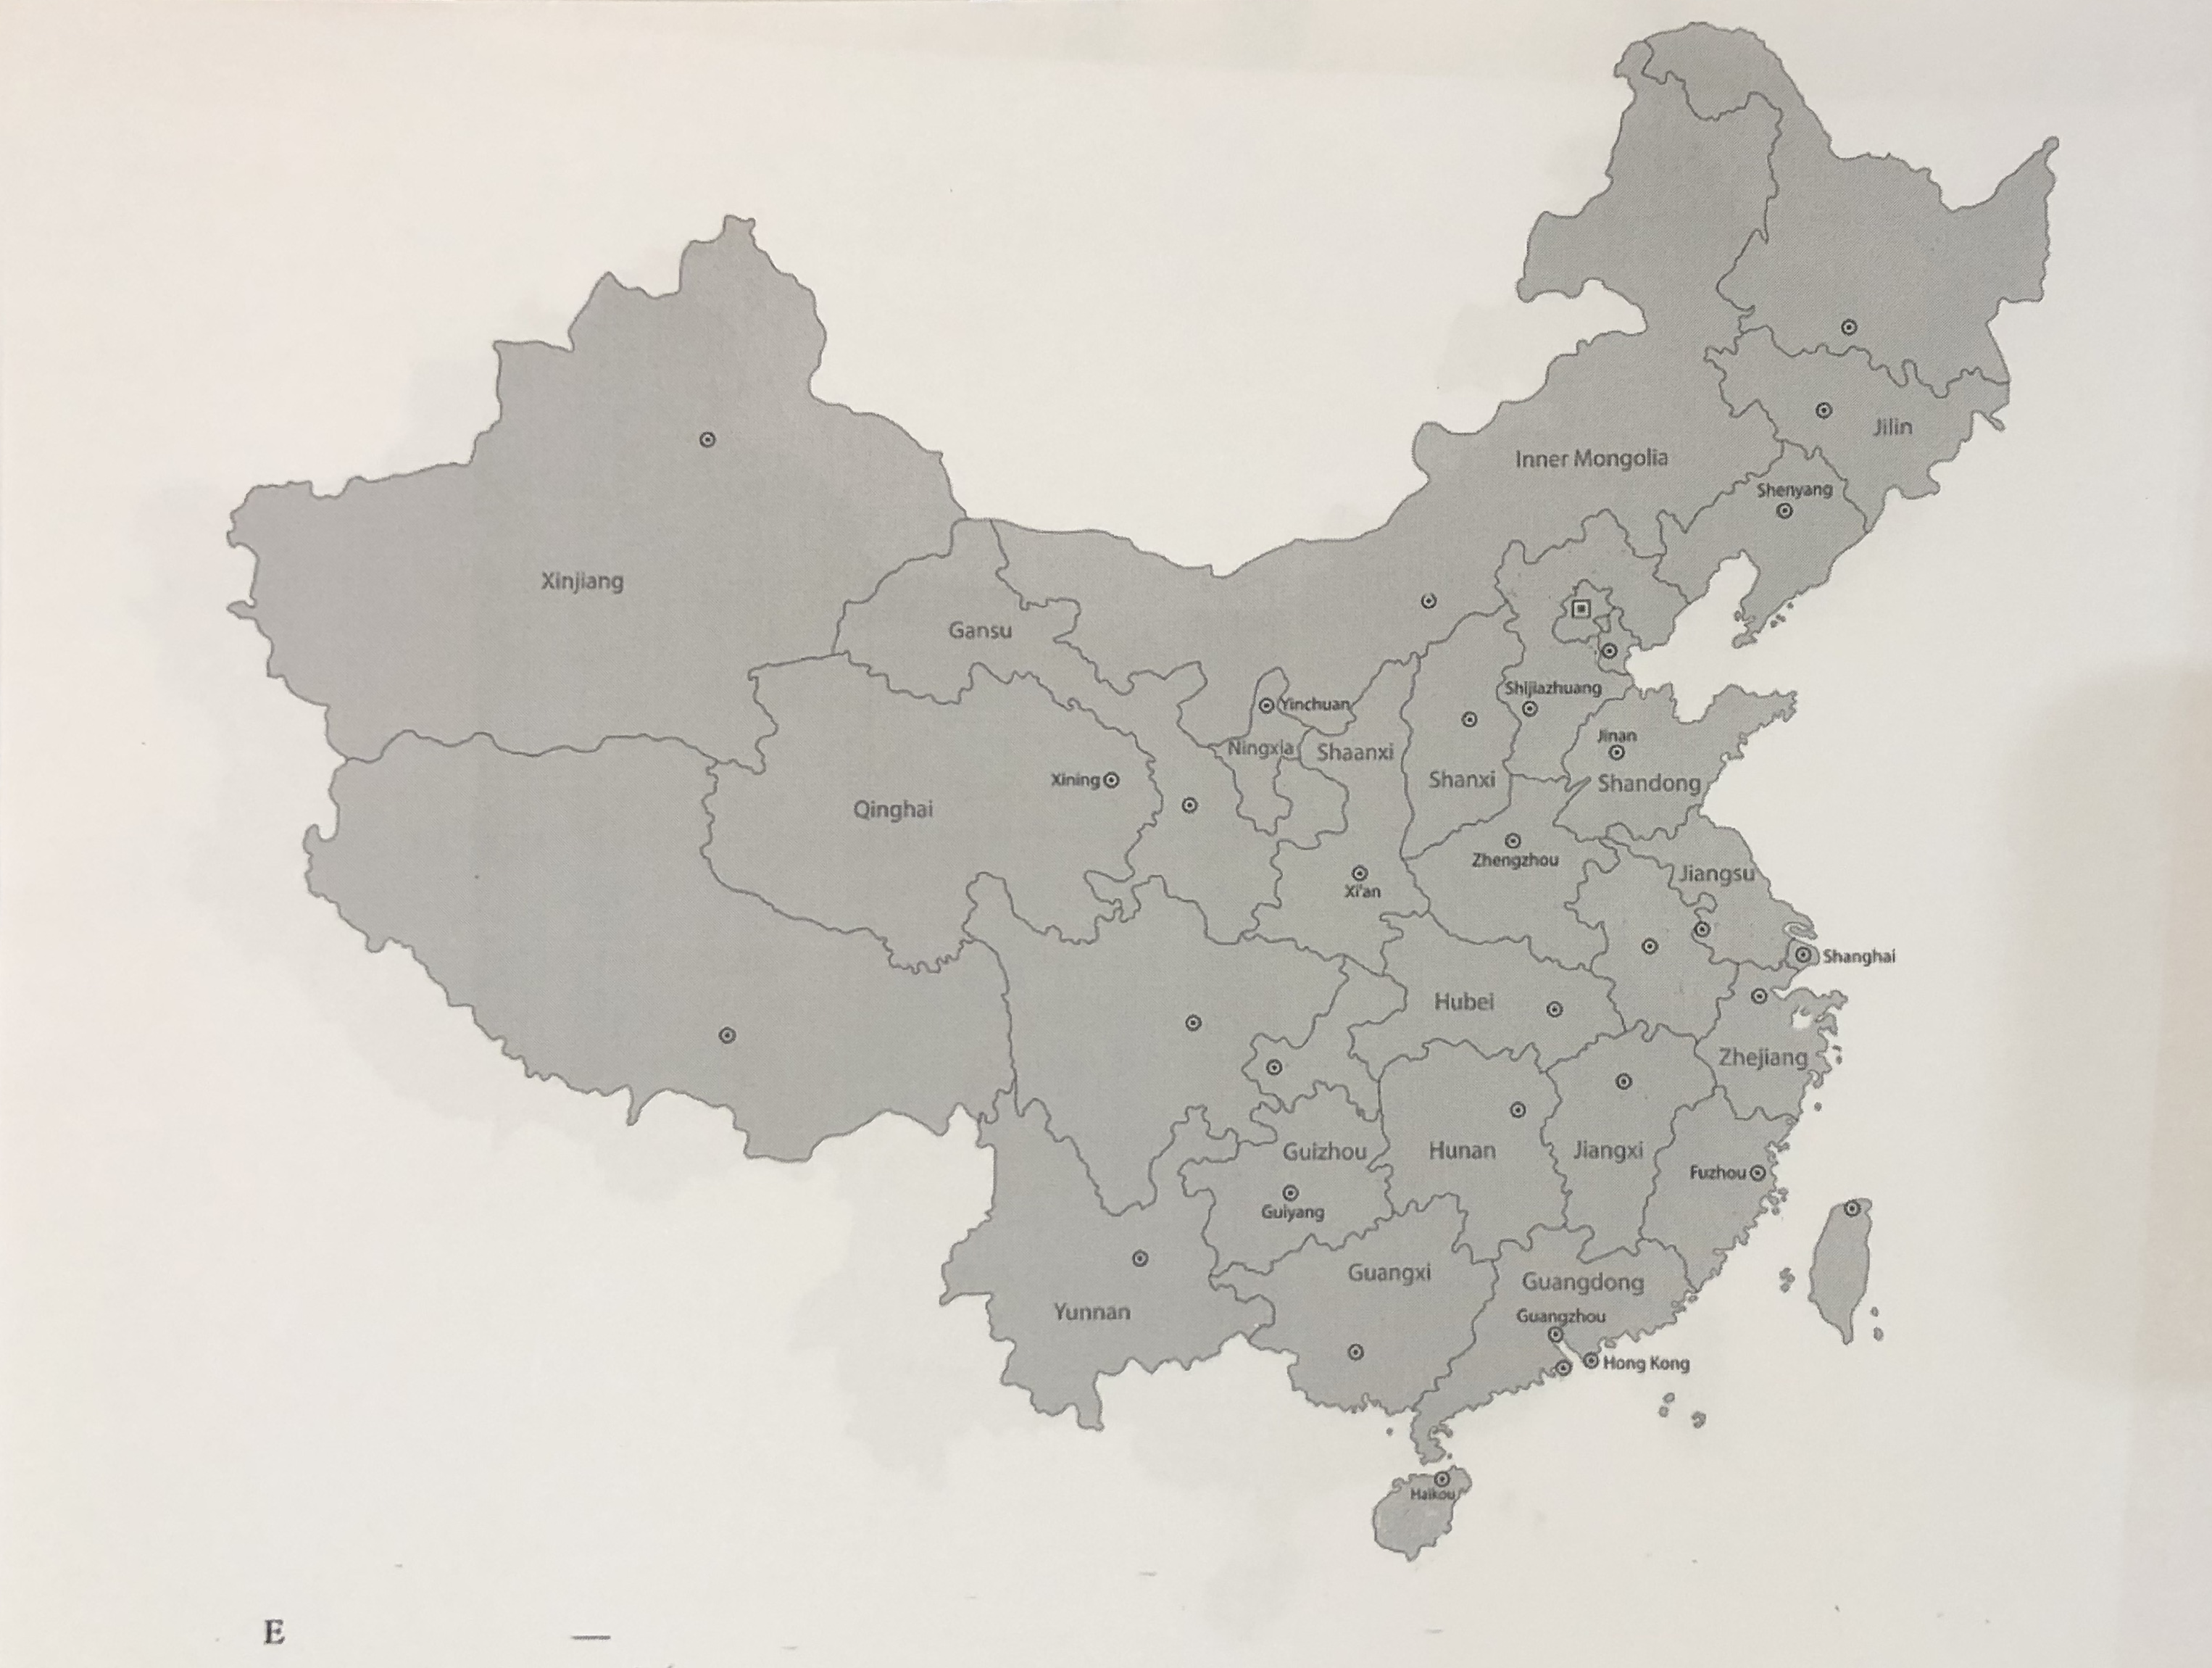 Jilin
Inner Mongolia
Shenyang
Xinjiang
Gansu
Shijiazhuang
Yinchuan
Jinan
Ningxia
Shaanxi
Shanxi
Shandong
Xining
Qinghai
Zhengzhou
Jiangsu
Xi'an
Shanghai
Hubei
Zhejiang
Guizhou
Hunan
Jiangxi
Fuzhou
Guiyang
Guangxi
Guangdong
Yunnan
Guangzhou
Hong Kong
Haikou
E —